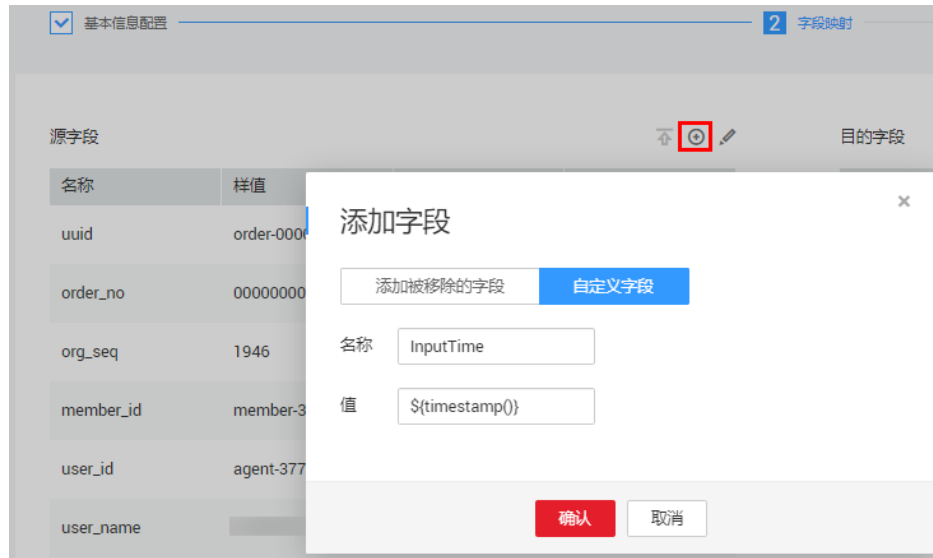 基本信息配置
2 字段映射
源字段
目的字段
名称 样值
uuid order-000
order_no 00000000
org_seq 1946
member_id member-3
user_id agent-377
user_name
添加字段
×
添加被移除的字段 自定义字段
名称 InputTime
值 ${timestamp()}
确认 取消